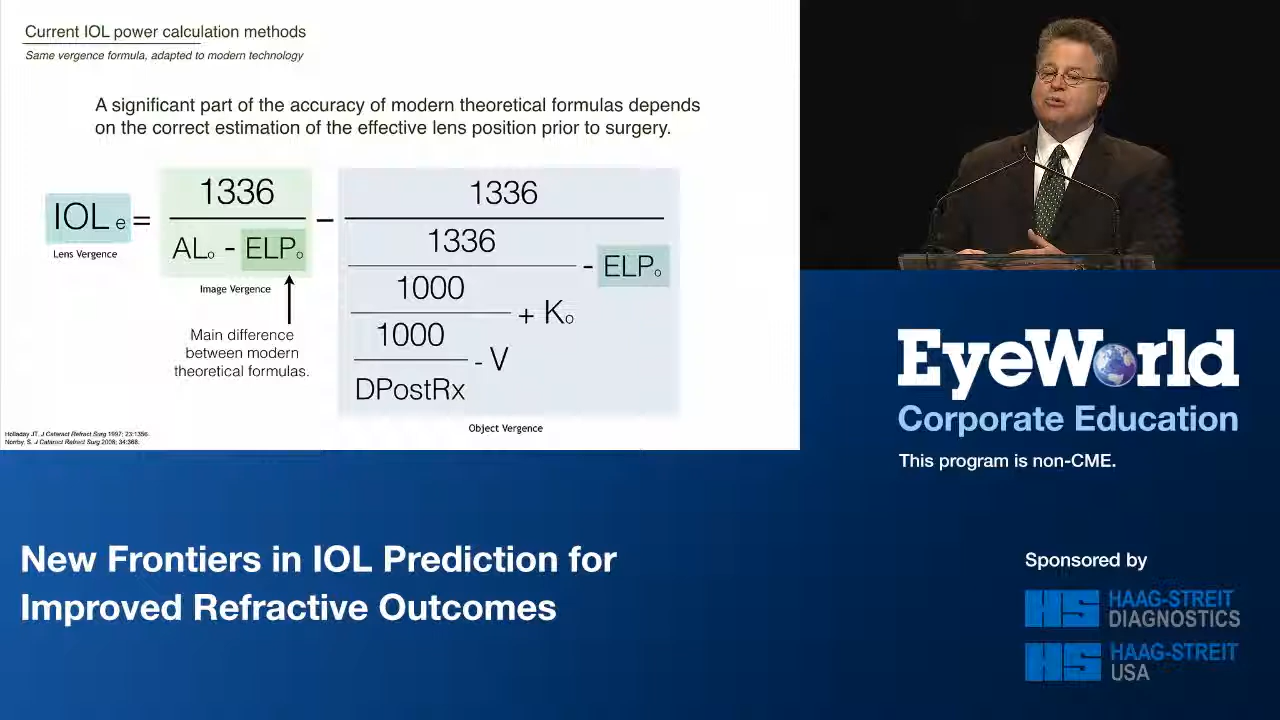 Current IOL power calculation methods
Same vergence formula, adapted to modern technology
A significant part of the accuracy of modern theoretical formulas depends
on the correct estimation of the effective lens position prior to surgery.
IOL e =
Lens Vergence
1336
ALo - ELPo
Image Vergence
Main difference
between modern
theoretical formulas.
-
1336
1336
- ELPo
1000
+ Ko
1000
- V
DPostRx
Object Vergence
Holladay JT. J Cataract Refract Surg 1997; 23:1356.
Norrby, S. J Cataract Refract Surg 2008; 34:368.
EyeWorld
Corporate Education
This program is non-CME.
New Frontiers in IOL Prediction for
Improved Refractive Outcomes
Sponsored by
HS HAAG-STREIT
DIAGNOSTICS
HS HAAG-STREIT
USA